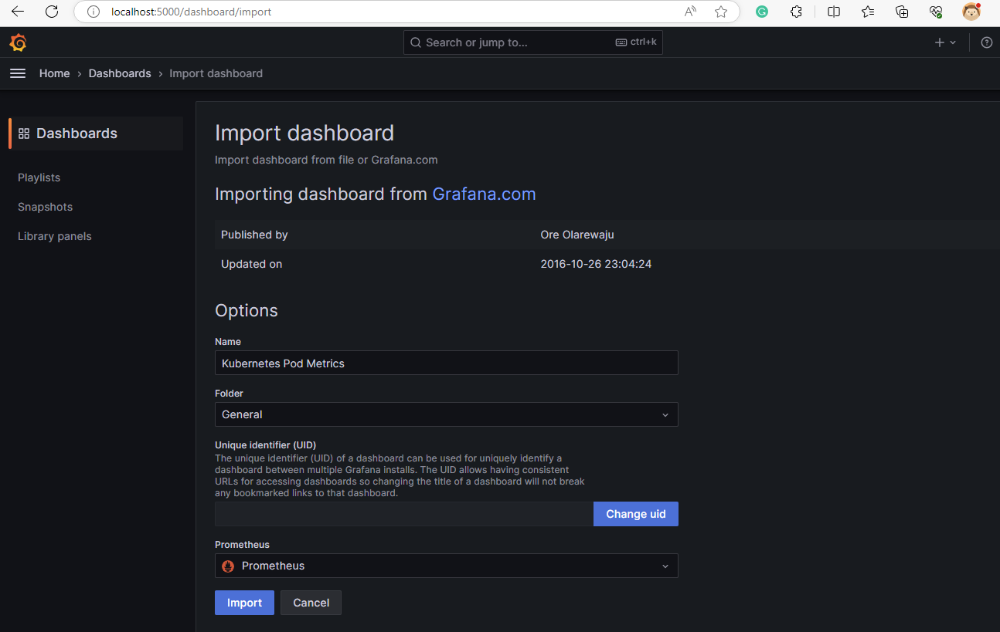 localhost:5000/dashboard/import
Search or jump to... ctrl+k
Home › Dashboards › Import dashboard
Dashboards
Playlists
Snapshots
Library panels
Import dashboard
Import dashboard from file or Grafana.com
Importing dashboard from Grafana.com
Published by Ore Olarewaju
Updated on 2016-10-26 23:04:24
Options
Name
Kubernetes Pod Metrics
Folder
General
Unique identifier (UID)
The unique identifier (UID) of a dashboard can be used for uniquely identify a
dashboard between multiple Grafana installs. The UID allows having consistent
URLs for accessing dashboards so changing the title of a dashboard will not break
any bookmarked links to that dashboard.
Change uid
Prometheus
Prometheus
Import Cancel